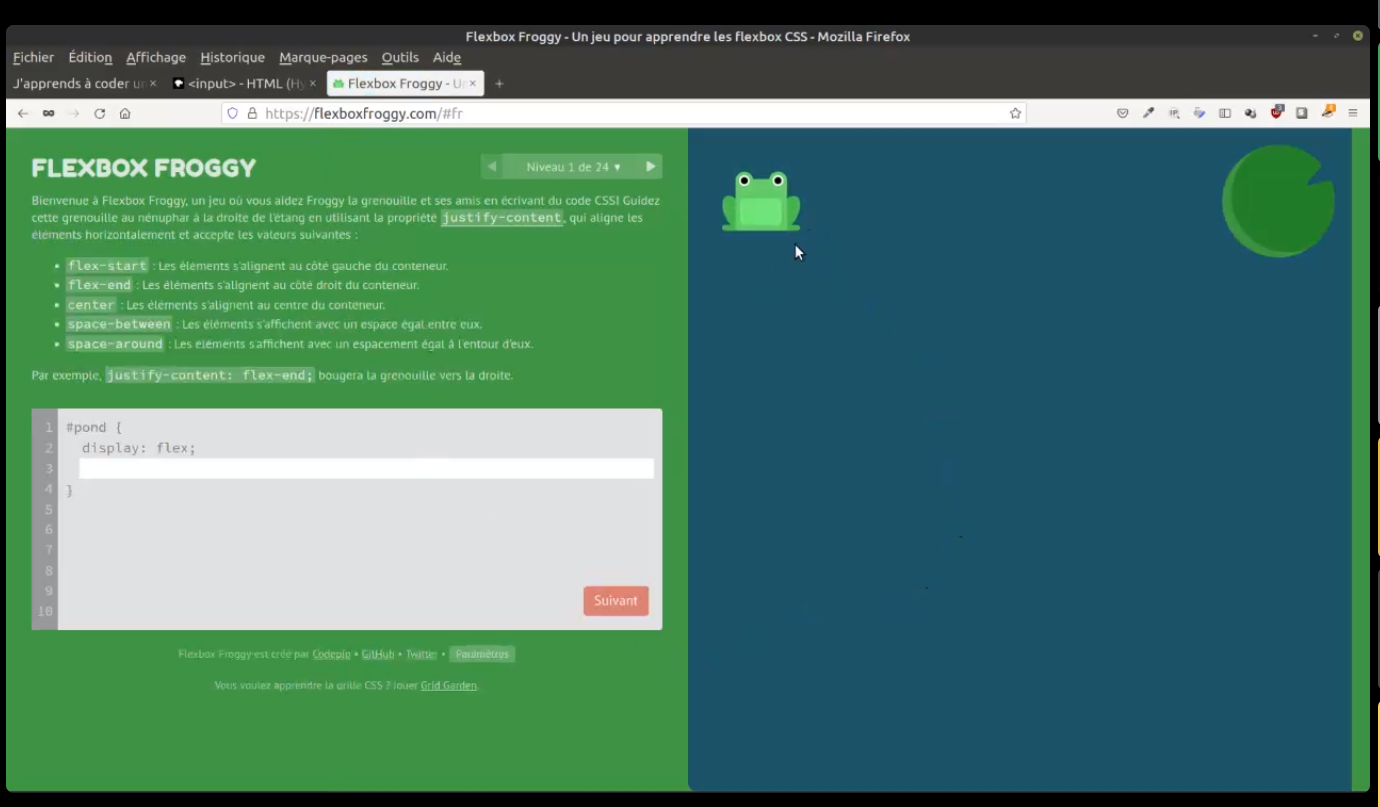 Flexbox Froggy - Un jeu pour apprendre les flexbox CSS - Mozilla Firefox
Fichier Édition Affichage Historique Marque-pages Outils Aide
J'apprends à coder un × <input> - HTML (Hy × Flexbox Froggy - Un × +
https://flexboxfroggy.com/#fr
FLEXBOX FROGGY
Niveau 1 de 24 ▾
Bienvenue à Flexbox Froggy, un jeu où vous aidez Froggy la grenouille et ses amis en écrivant du code CSS! Guidez
cette grenouille au nénuphar à la droite de l'étang en utilisant la propriété justify-content, qui aligne les
éléments horizontalement et accepte les valeurs suivantes :
• flex-start : Les éléments s'alignent au côté gauche du conteneur.
• flex-end : Les éléments s'alignent au côté droit du conteneur.
• center : Les éléments s'alignent au centre du conteneur.
• space-between : Les éléments s'affichent avec un espace égal entre eux.
• space-around : Les éléments s'affichent avec un espacement égal à l'entour d'eux.
Par exemple, justify-content: flex-end; bougera la grenouille vers la droite.
1 #pond {
2 display: flex;
3
4 }
5
6
7
8
9
10
Suivant
Flexbox Froggy est créé par Codepip • GitHub • Twitter • Paramètres
Vous voulez apprendre la grille CSS ? Jouer Grid Garden.